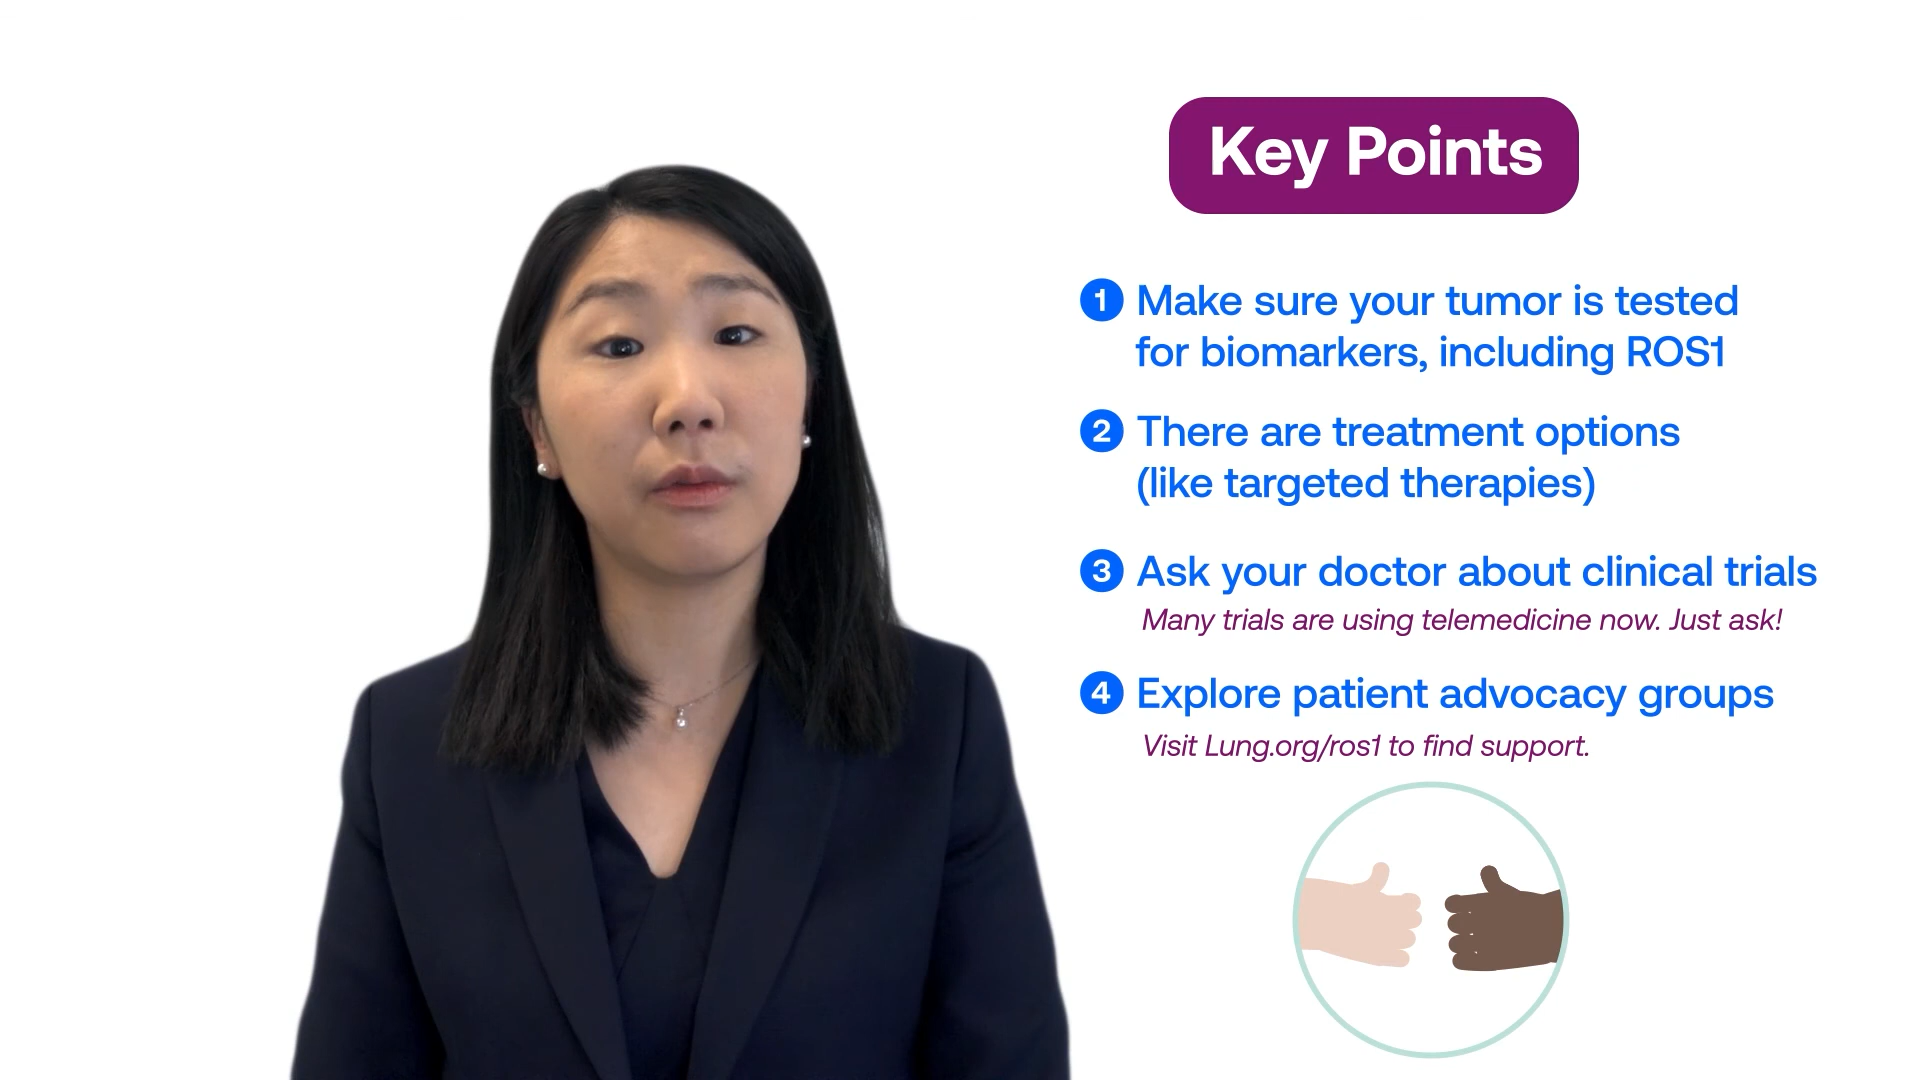 Key Points
1 Make sure your tumor is tested
for biomarkers, including ROS1
2 There are treatment options
(like targeted therapies)
3 Ask your doctor about clinical trials
Many trials are using telemedicine now. Just ask!
4 Explore patient advocacy groups
Visit Lung.org/ros1 to find support.